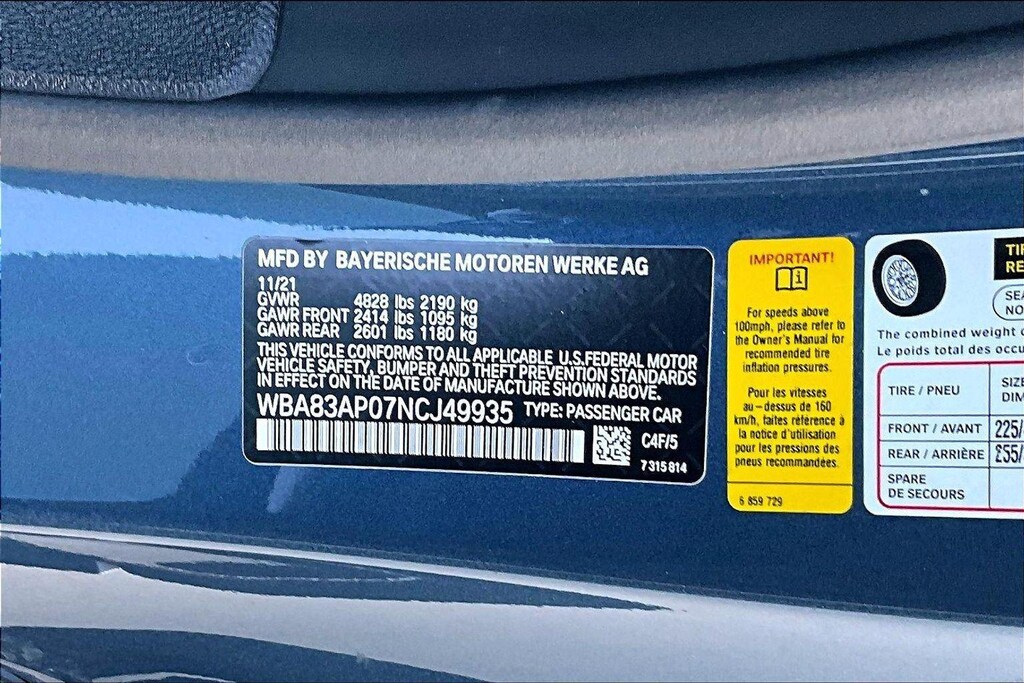 MFD BY BAYERISCHE MOTOREN WERKE AG
11/21
GVWR 4828 lbs 2190 kg
GAWR FRONT 2414 lbs 1095 kg
GAWR REAR 2601 lbs 1180 kg
THIS VEHICLE CONFORMS TO ALL APPLICABLE U.S.FEDERAL MOTOR
VEHICLE SAFETY, BUMPER AND THEFT PREVENTION STANDARDS
IN EFFECT ON THE DATE OF MANUFACTURE SHOWN ABOVE.
WBA83AP07NCJ49935 TYPE: PASSENGER CAR
C4F/5
7315814
IMPORTANT!
For speeds above
100mph, please refer to
the Owner's Manual for
recommended tire
inflation pressures.
Pour les vitesses
au-dessus de 160
km/h, faites référence à
la notice d'utilisation
pour les pressions des
pneus recommandées.
6 859 729
The combined weight
Le poids total des
TIRE / PNEU
FRONT / AVANT 225/
REAR / ARRIÈRE 255/
SPARE
DE SECOURS